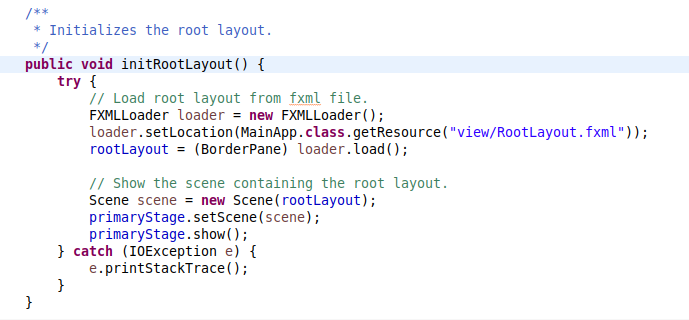 /**
 * Initializes the root layout.
 */
public void initRootLayout() {
    try {
        // Load root layout from fxml file.
        FXMLLoader loader = new FXMLLoader();
        loader.setLocation(MainApp.class.getResource("view/RootLayout.fxml"));
        rootLayout = (BorderPane) loader.load();

        // Show the scene containing the root layout.
        Scene scene = new Scene(rootLayout);
        primaryStage.setScene(scene);
        primaryStage.show();
    } catch (IOException e) {
        e.printStackTrace();
    }
}